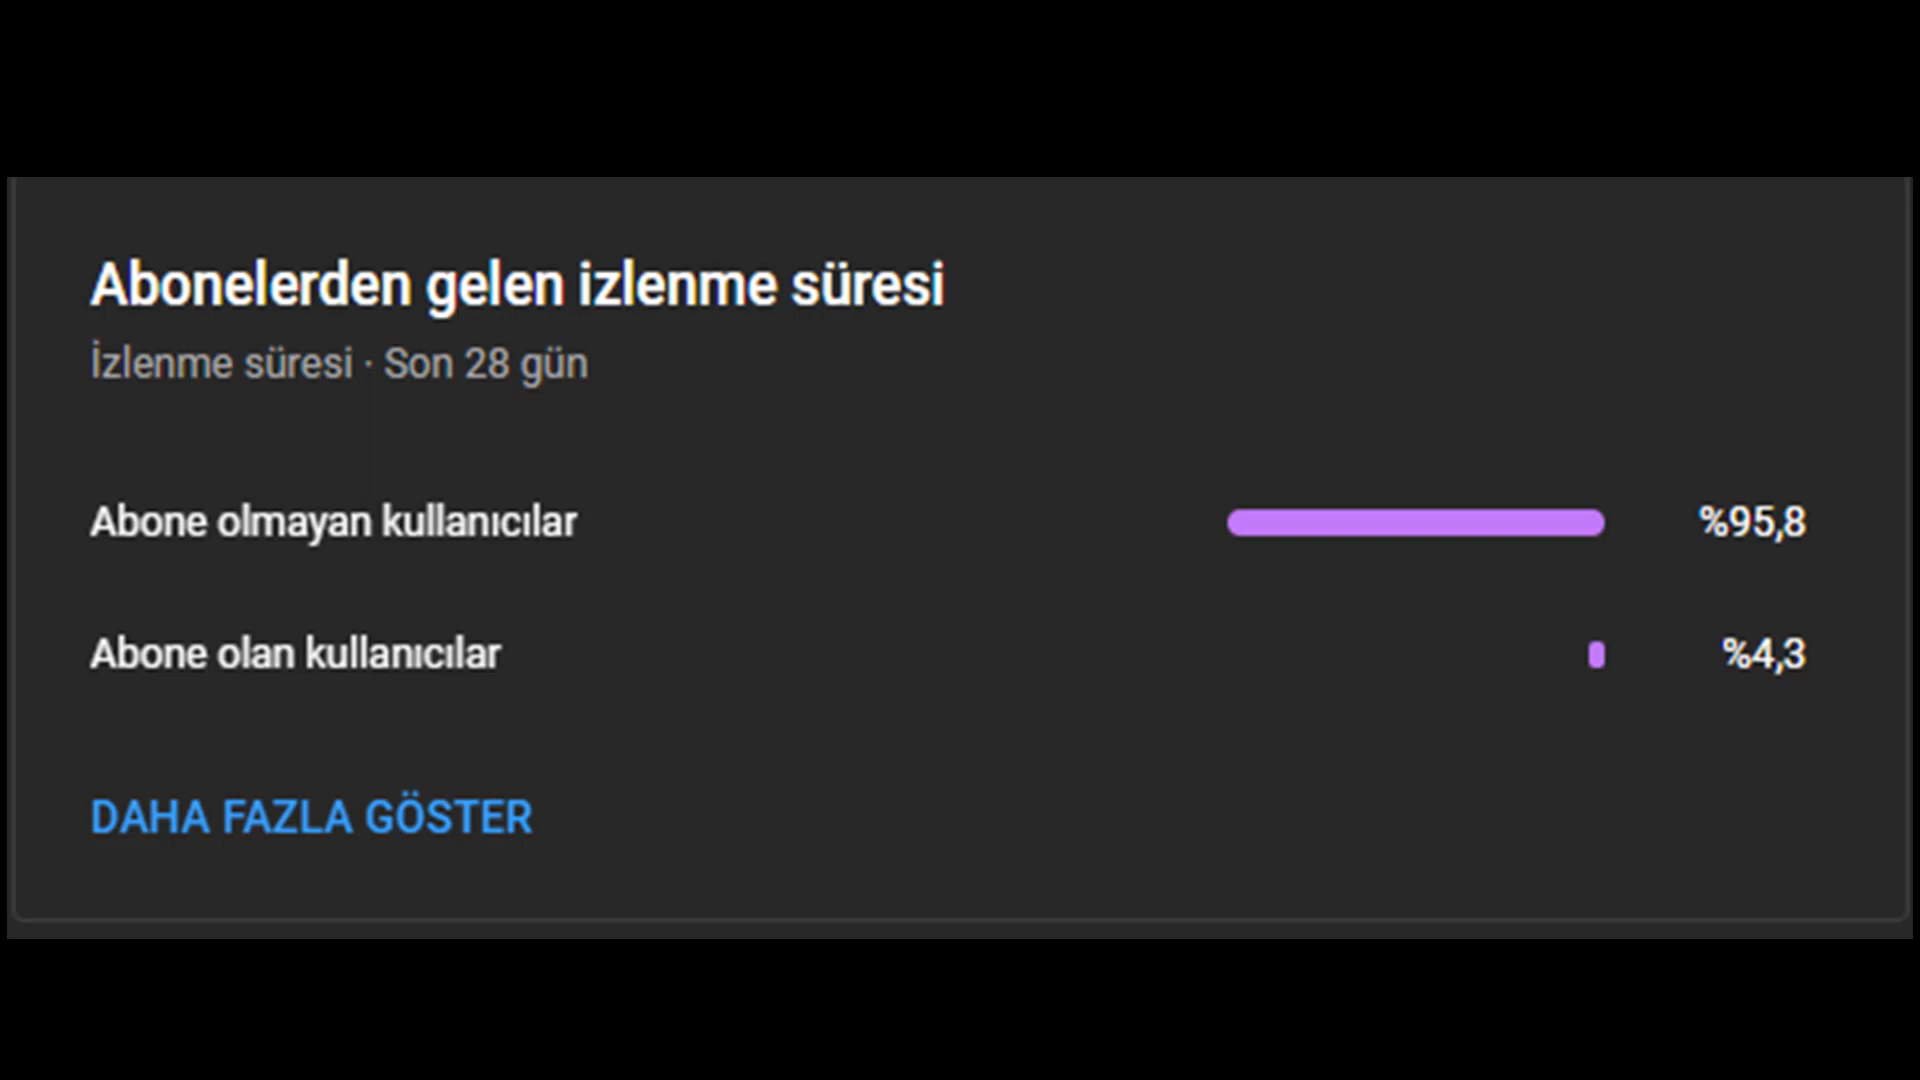 Abonelerden gelen izlenme süresi
İzlenme süresi · Son 28 gün
Abone olmayan kullanıcılar %95,8
Abone olan kullanıcılar %4,3
DAHA FAZLA GÖSTER